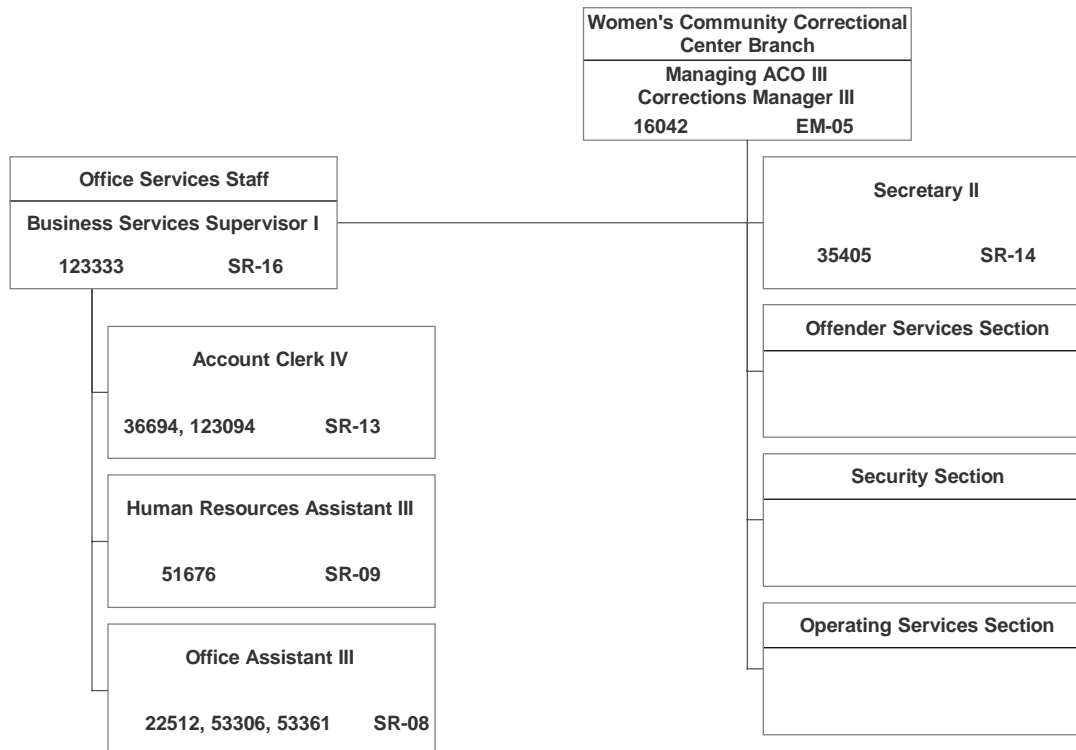 Women's Community Correctional
Center Branch
Managing ACO III
Corrections Manager III
16042 EM-05
Office Services Staff
Business Services Supervisor I
123333 SR-16
Secretary II
35405 SR-14
Account Clerk IV
36694, 123094 SR-13
Human Resources Assistant III
51676 SR-09
Office Assistant III
22512, 53306, 53361 SR-08
Offender Services Section
Security Section
Operating Services Section